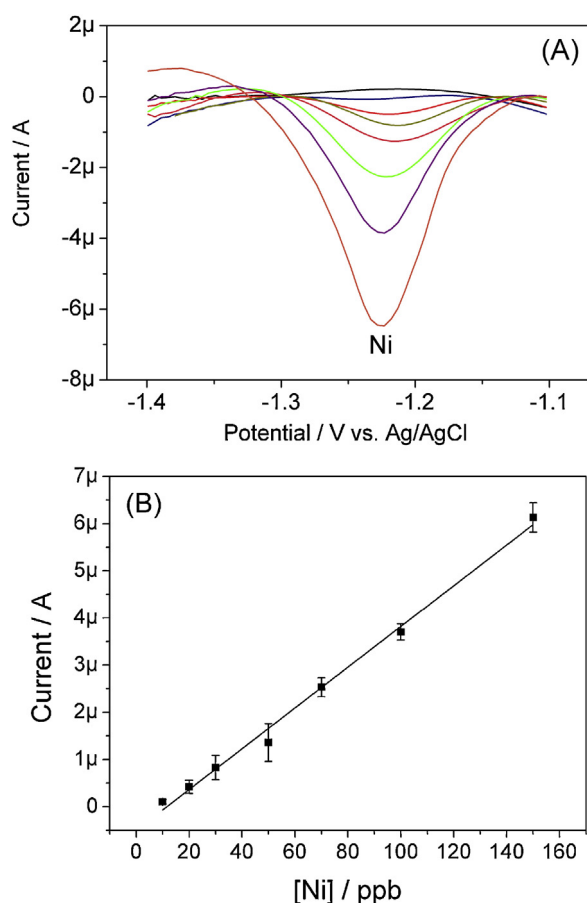 (A)
2µ
0
-2µ
-4µ
-6µ
-8µ
Current / A
Ni
-1.4 -1.3 -1.2 -1.1
Potential / V vs. Ag/AgCl
(B)
7µ
6µ
5µ
4µ
3µ
2µ
1µ
0
Current / A
0 20 40 60 80 100 120 140 160
[Ni] / ppb